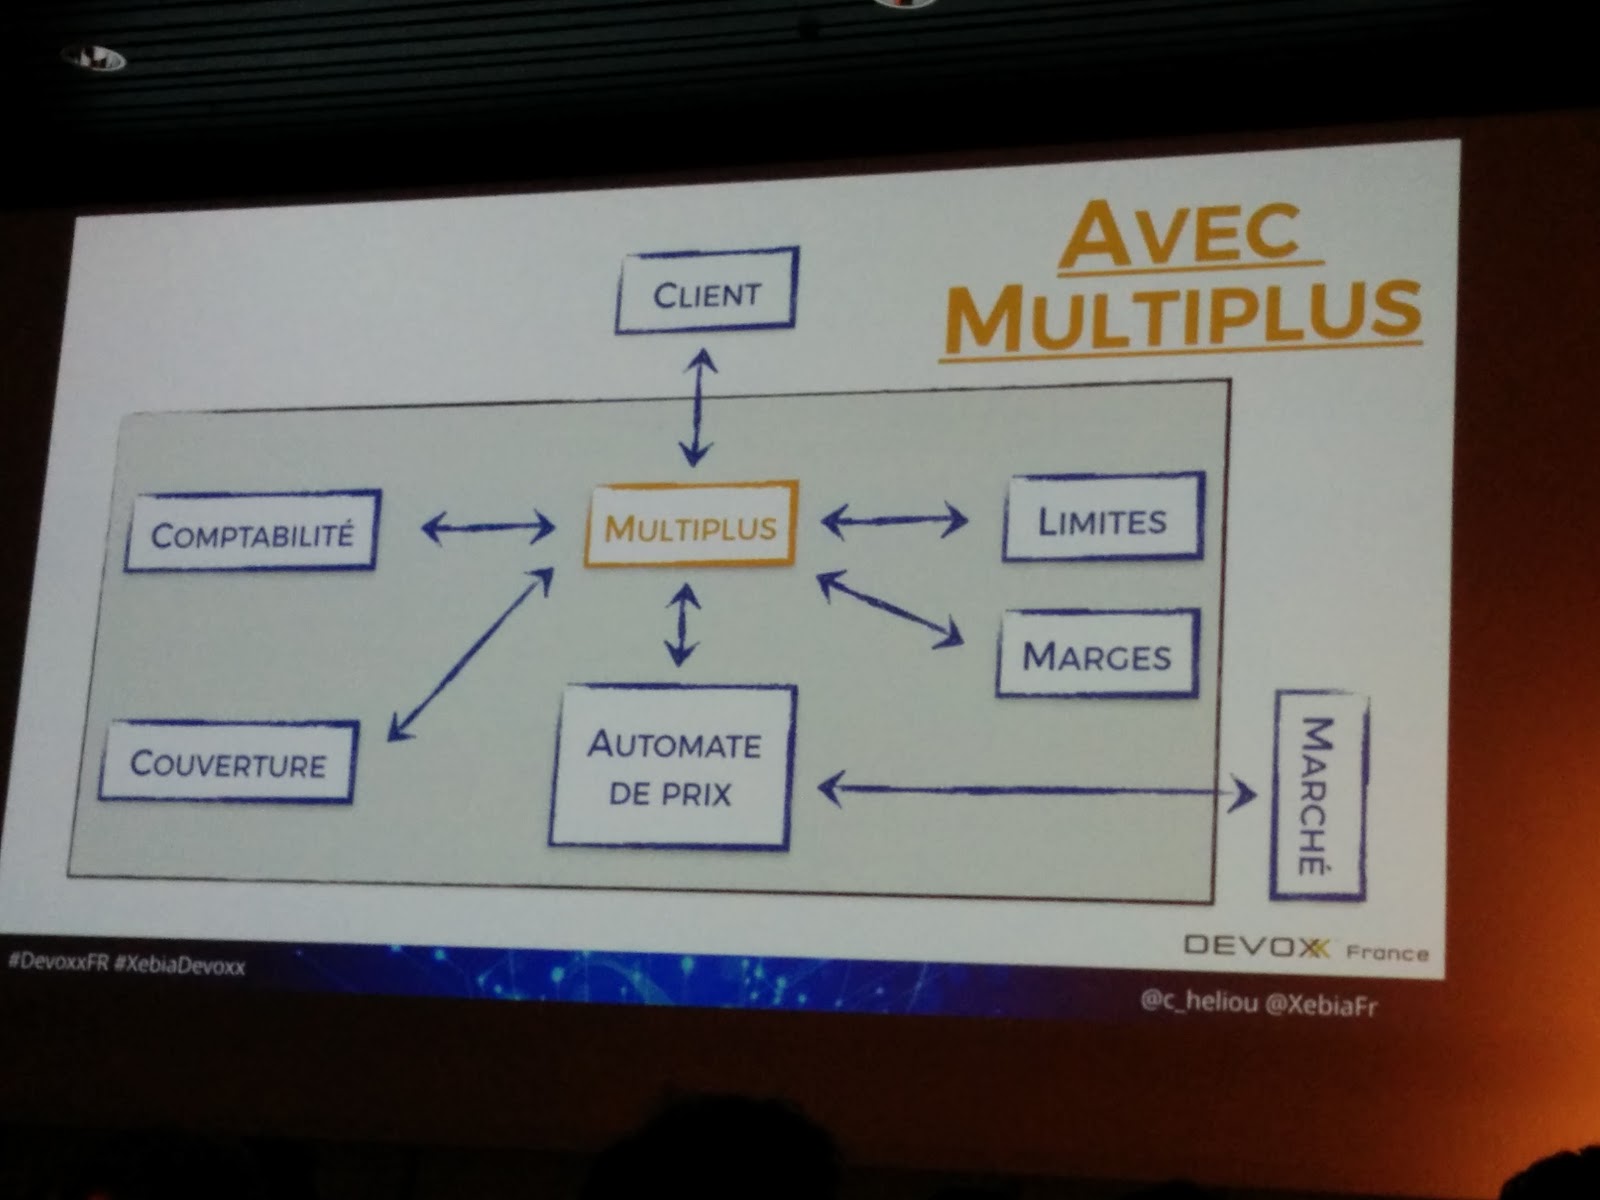 AVEC
MULTIPLUS
CLIENT
COMPTABILITÉ
MULTIPLUS
LIMITES
MARGES
COUVERTURE
AUTOMATE
DE PRIX
MARCHÉ
DEVOXX France
#DevoxxFR #XebiaDevoxx
@c_heliou @XebiaFr